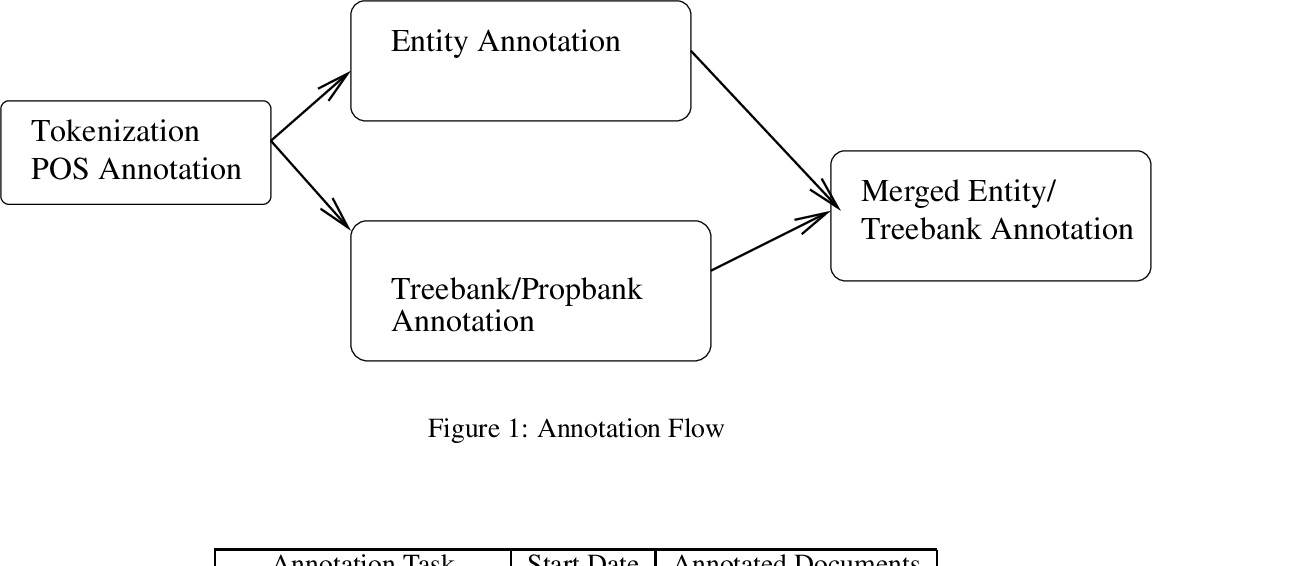 Entity Annotation
Tokenization
POS Annotation
Merged Entity/
Treebank Annotation
Treebank/Propbank
Annotation
Figure 1: Annotation Flow
Annotation Task Start Date Annotated Documents